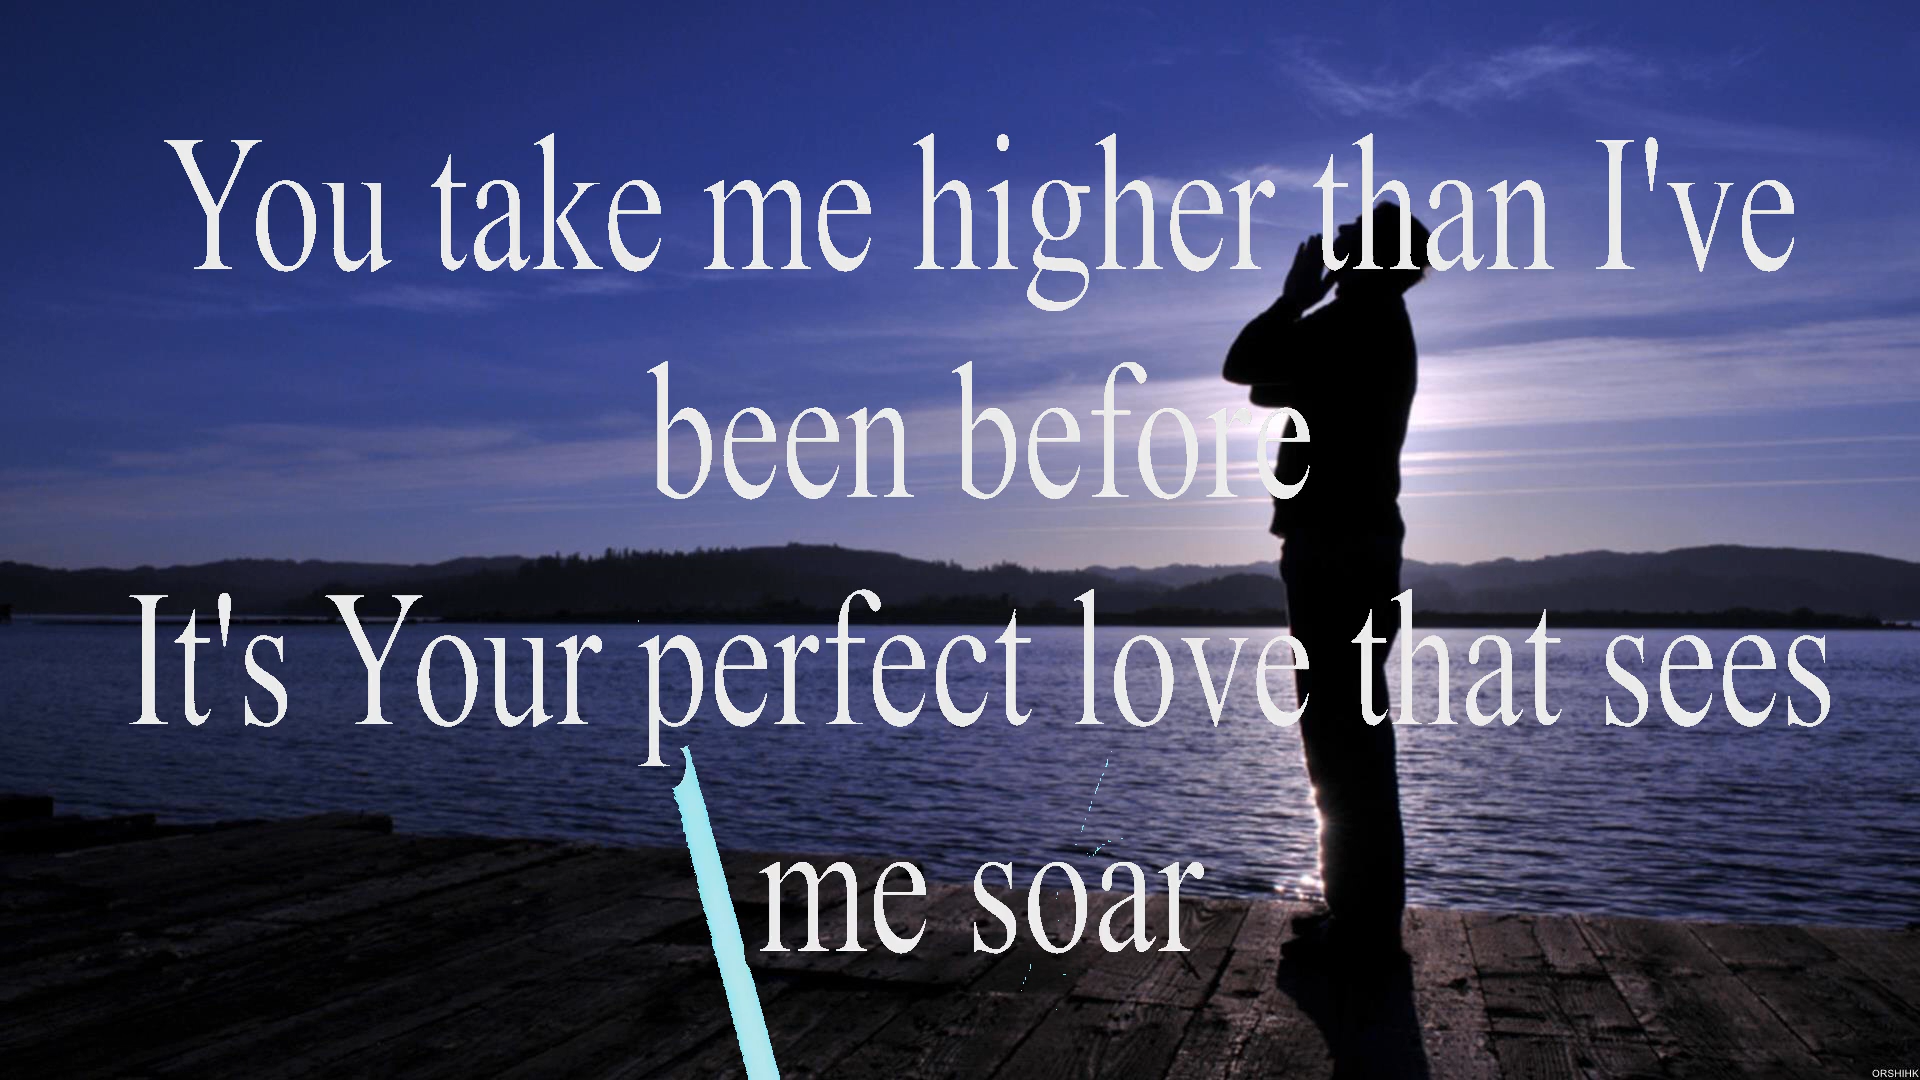 You take me higher than I've
been before
It's Your perfect love that sees
me soar
ORSHIHK